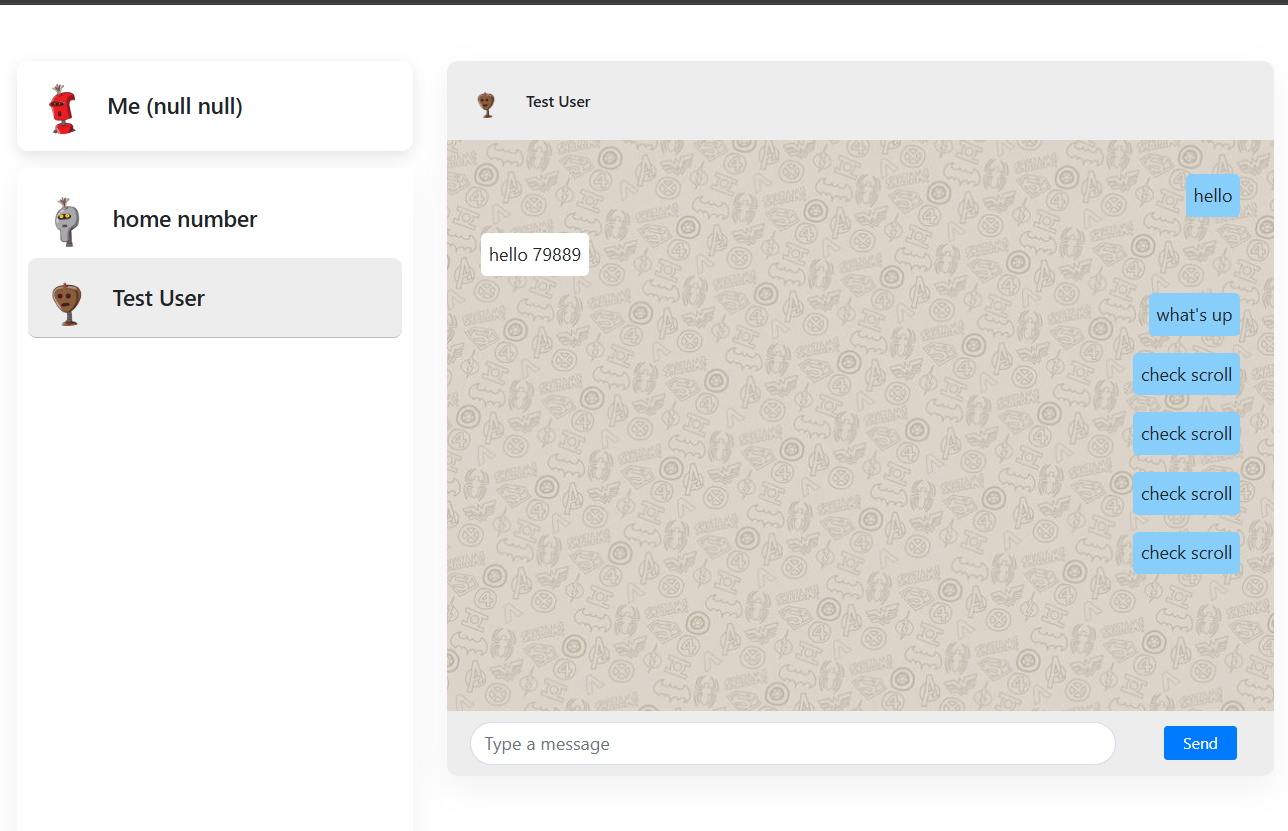 Me (null null)
home number
Test User
Test User
hello
hello 79889
what's up
check scroll
check scroll
check scroll
check scroll
Type a message
Send